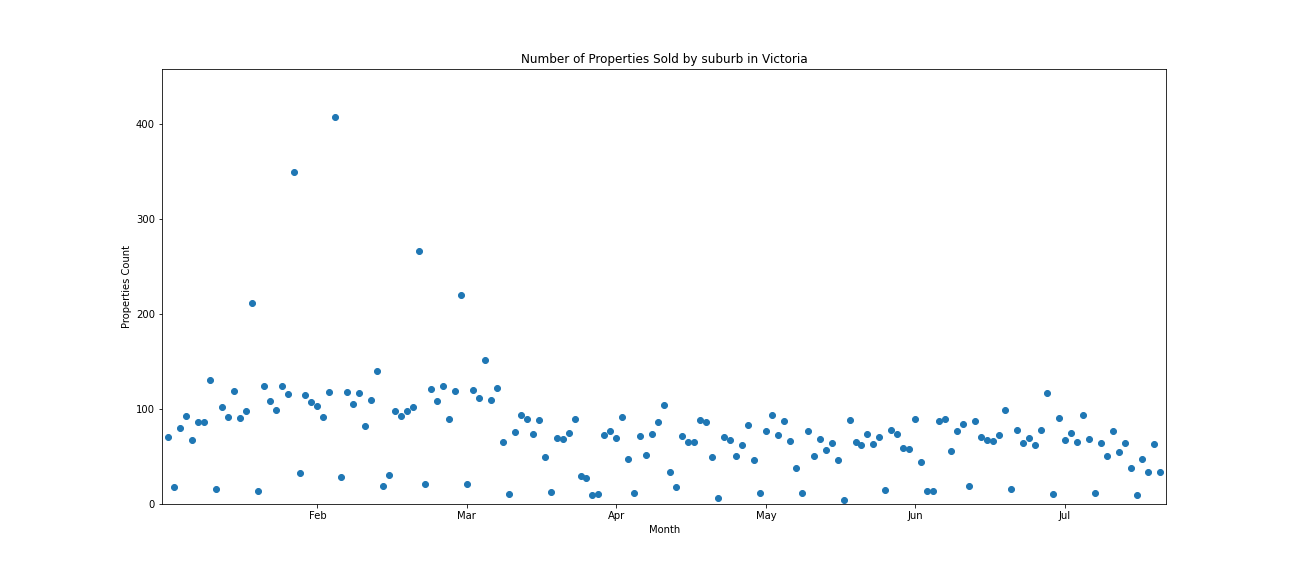 Number of Properties Sold by suburb in Victoria
400
300
200
100
0
Properties Count
Feb
Mar
Apr
May
Jun
Jul
Month